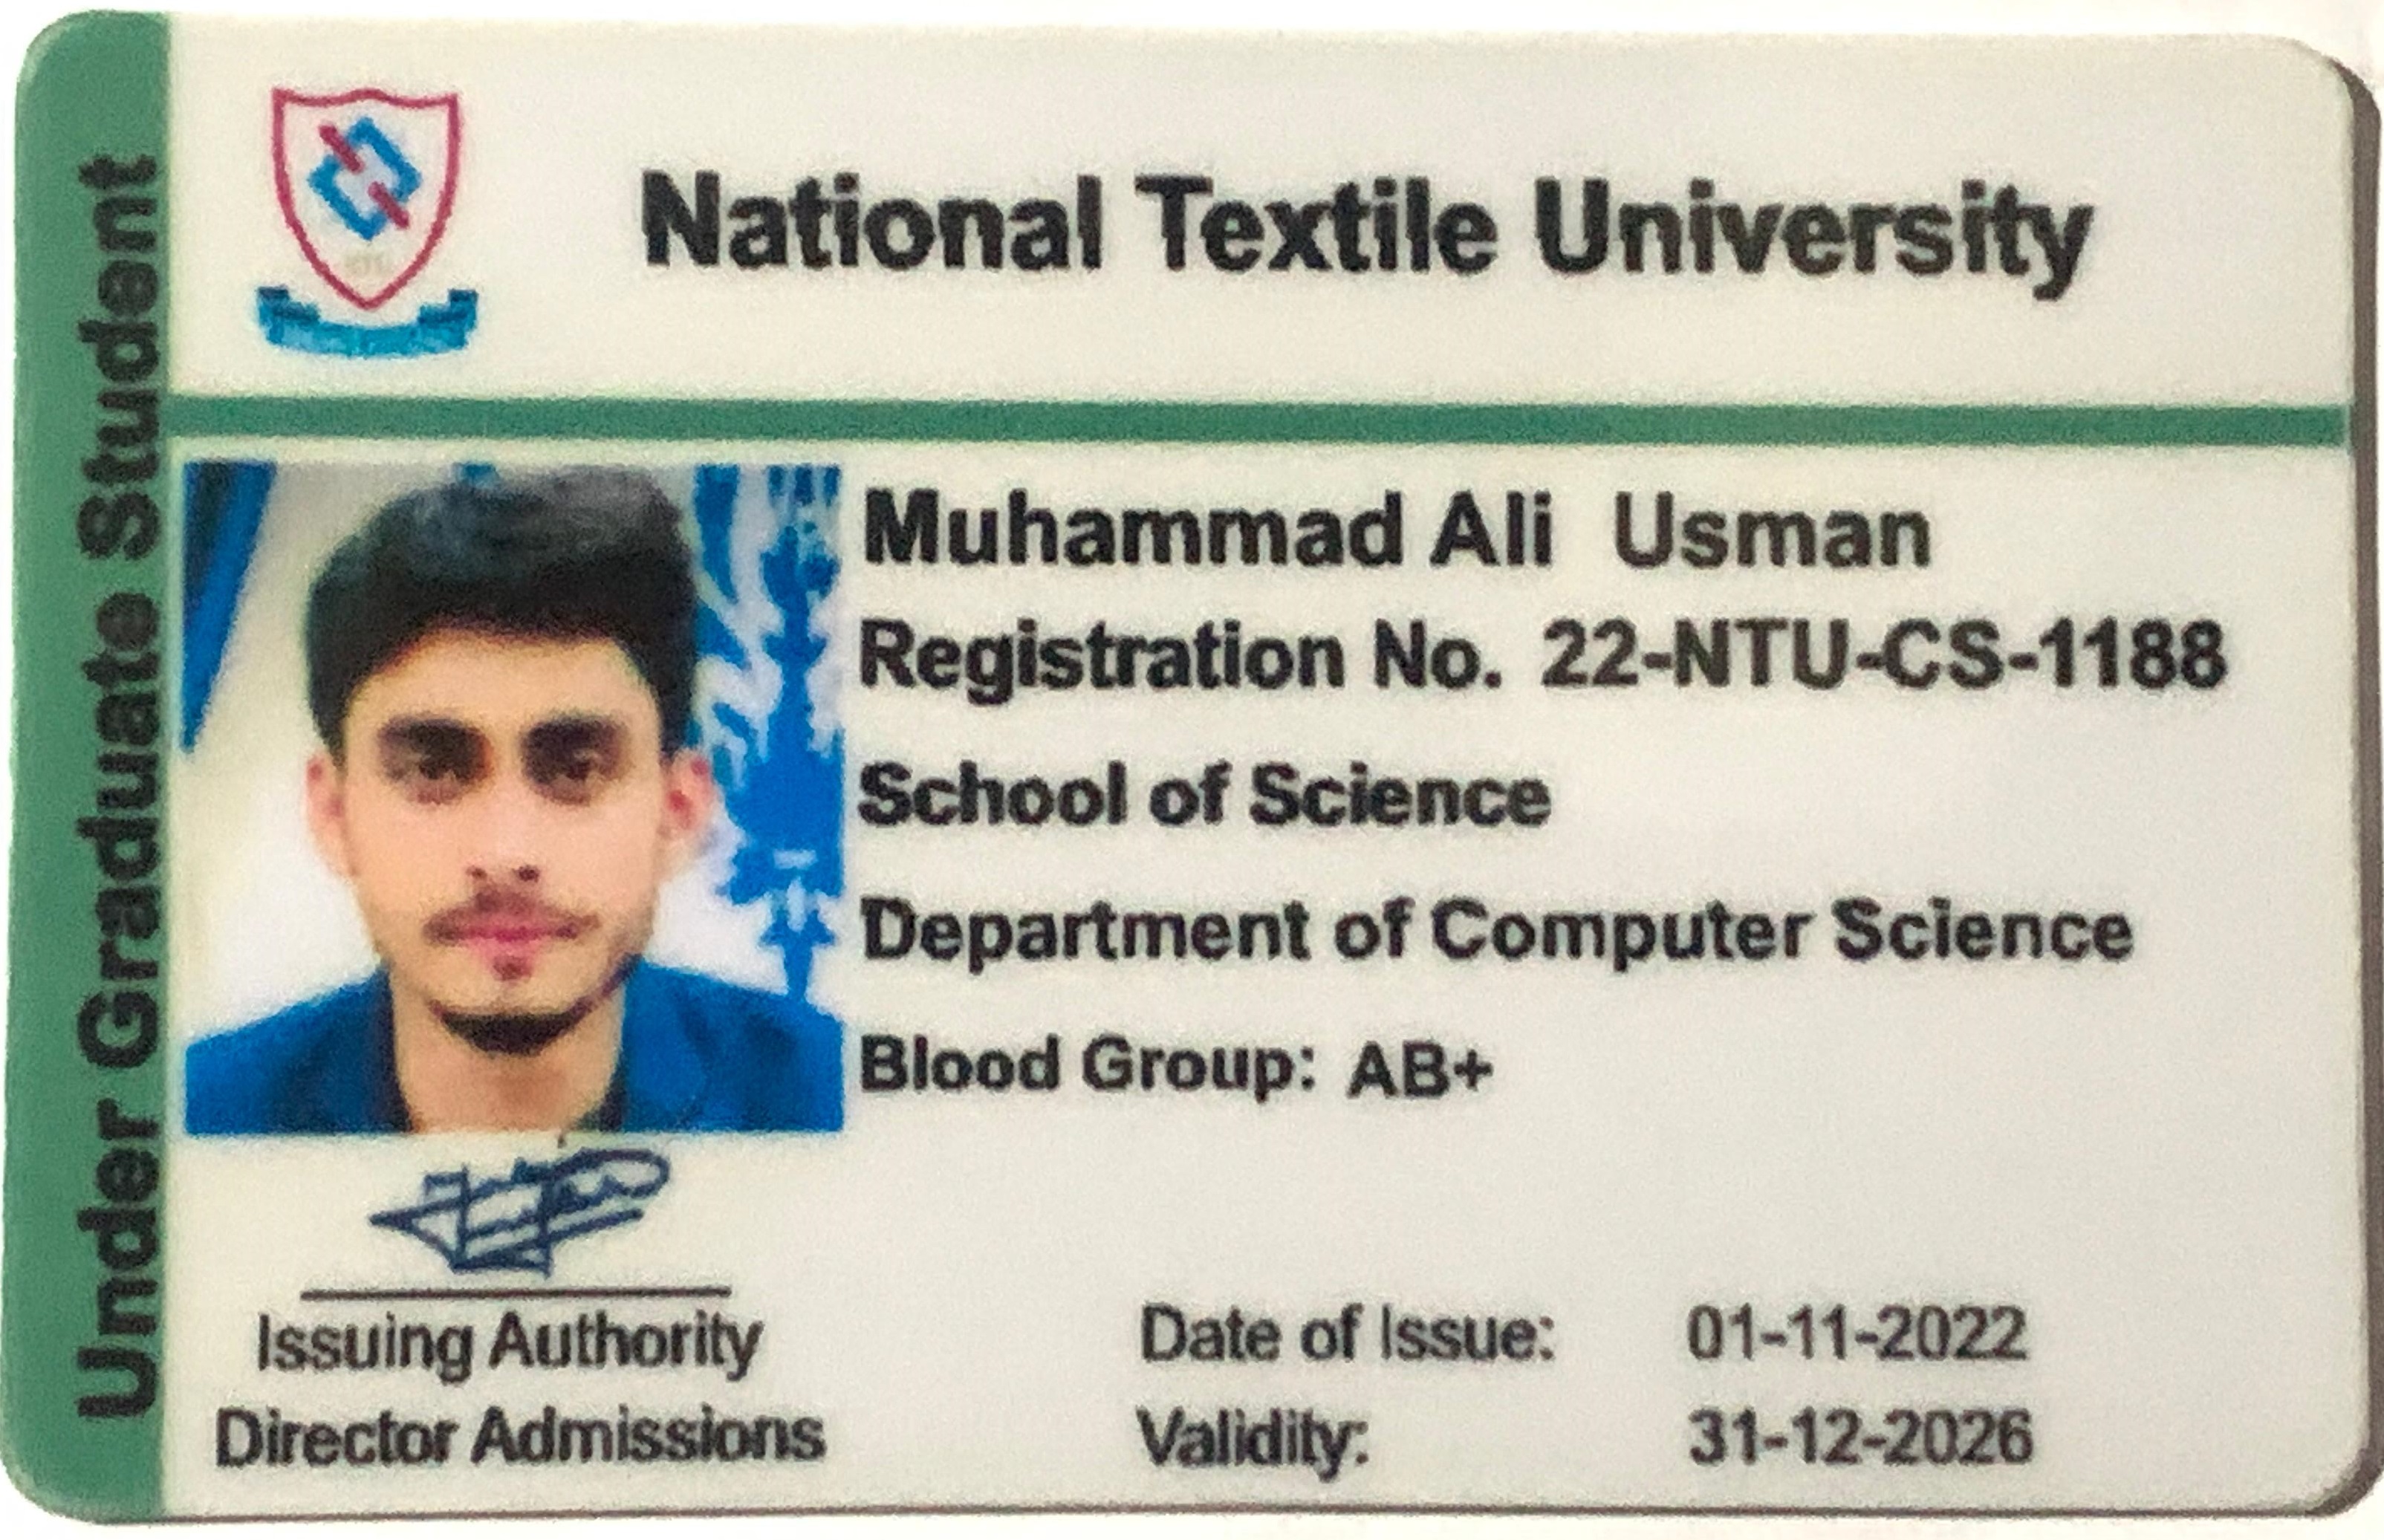 National Textile University
Under Graduate Student
Muhammad Ali Usman
Registration No. 22-NTU-CS-1188
School of Science
Department of Computer Science
Blood Group: AB+
Issuing Authority
Director Admissions
Date of Issue: 01-11-2022
Validity: 31-12-2026